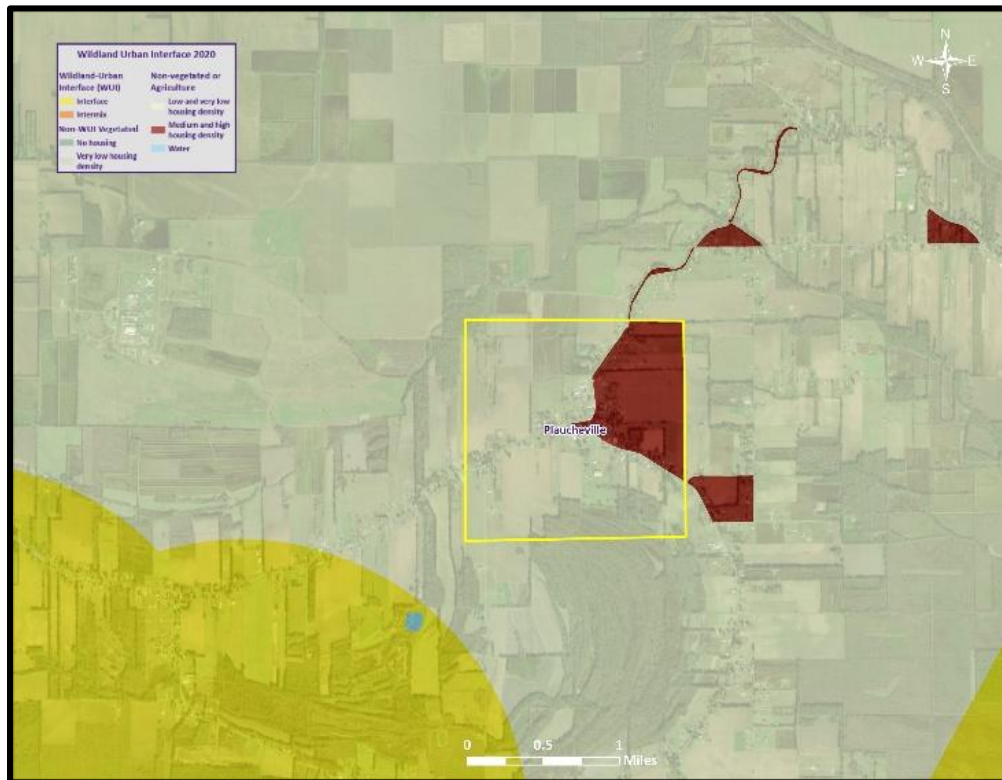 Wildland Urban Interface 2020
Wildland-Urban
Interface (WUI)
Interface
Intermix
Non-WUI Vegetated
No housing
Very low housing
density
Non-vegetated or
Agriculture
Low and very low
housing density
Medium and high
housing density
Water
N
W
E
S
Plaucheville
0 0.5 1
Miles